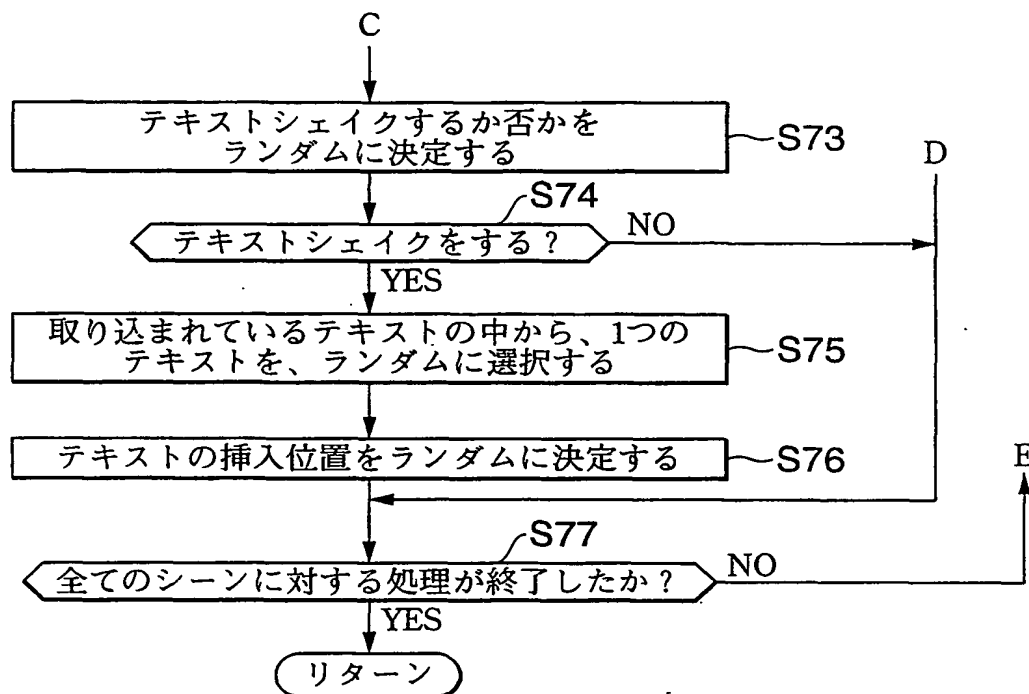 C
テキストシェイクするか否かを
ランダムに決定する
S73
D
S74
テキストシェイクをする?
NO
YES
取り込まれているテキストの中から、1つの
テキストを、ランダムに選択する
S75
テキストの挿入位置をランダムに決定する
S76
E
S77
全てのシーンに対する処理が終了したか?
NO
YES
リターン